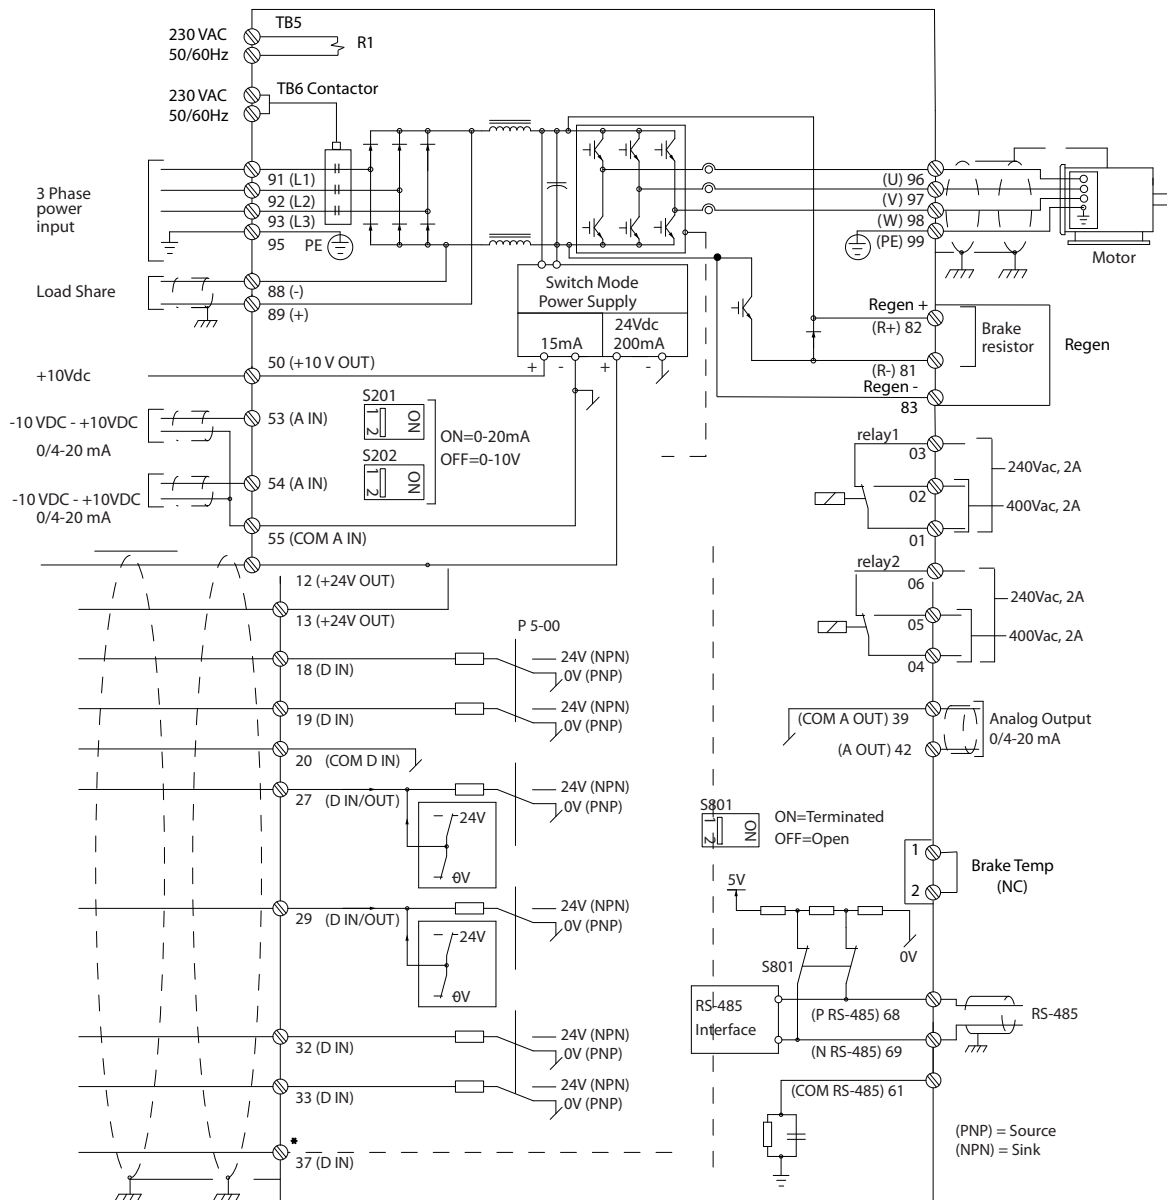 TB5
230 VAC
50/60Hz
R1
TB6 Contactor
230 VAC
50/60Hz
3 Phase
power
input
91 (L1)
92 (L2)
93 (L3)
95
PE
(U) 96
(V) 97
(W) 98
(PE) 99
Motor
Load Share
88 (-)
89 (+)
Switch Mode
Power Supply
15mA
24Vdc
200mA
+
-
+
-
Regen +
(R+) 82
Brake
resistor
Regen
(R-) 81
Regen -
83
+10Vdc
50 (+10 V OUT)
S201
1
2
ON
S202
1
2
ON
ON=0-20mA
OFF=0-10V
-10 VDC - +10VDC
0/4-20 mA
53 (A IN)
-10 VDC - +10VDC
0/4-20 mA
54 (A IN)
55 (COM A IN)
relay1
03
02
01
240Vac, 2A
400Vac, 2A
relay2
06
05
04
240Vac, 2A
400Vac, 2A
12 (+24V OUT)
13 (+24V OUT)
P 5-00
18 (D IN)
24V (NPN)
0V (PNP)
19 (D IN)
24V (NPN)
0V (PNP)
20 (COM D IN)
27 (D IN/OUT)
24V (NPN)
0V (PNP)
24V
0V
29 (D IN/OUT)
24V (NPN)
0V (PNP)
24V
0V
32 (D IN)
24V (NPN)
0V (PNP)
33 (D IN)
24V (NPN)
0V (PNP)
*
37 (D IN)
(COM A OUT) 39
(A OUT) 42
Analog Output
0/4-20 mA
S801
1
2
ON
ON=Terminated
OFF=Open
1
2
Brake Temp
(NC)
5V
0V
S801
RS-485
Interface
(P RS-485) 68
(N RS-485) 69
RS-485
(COM RS-485) 61
(PNP) = Source
(NPN) = Sink